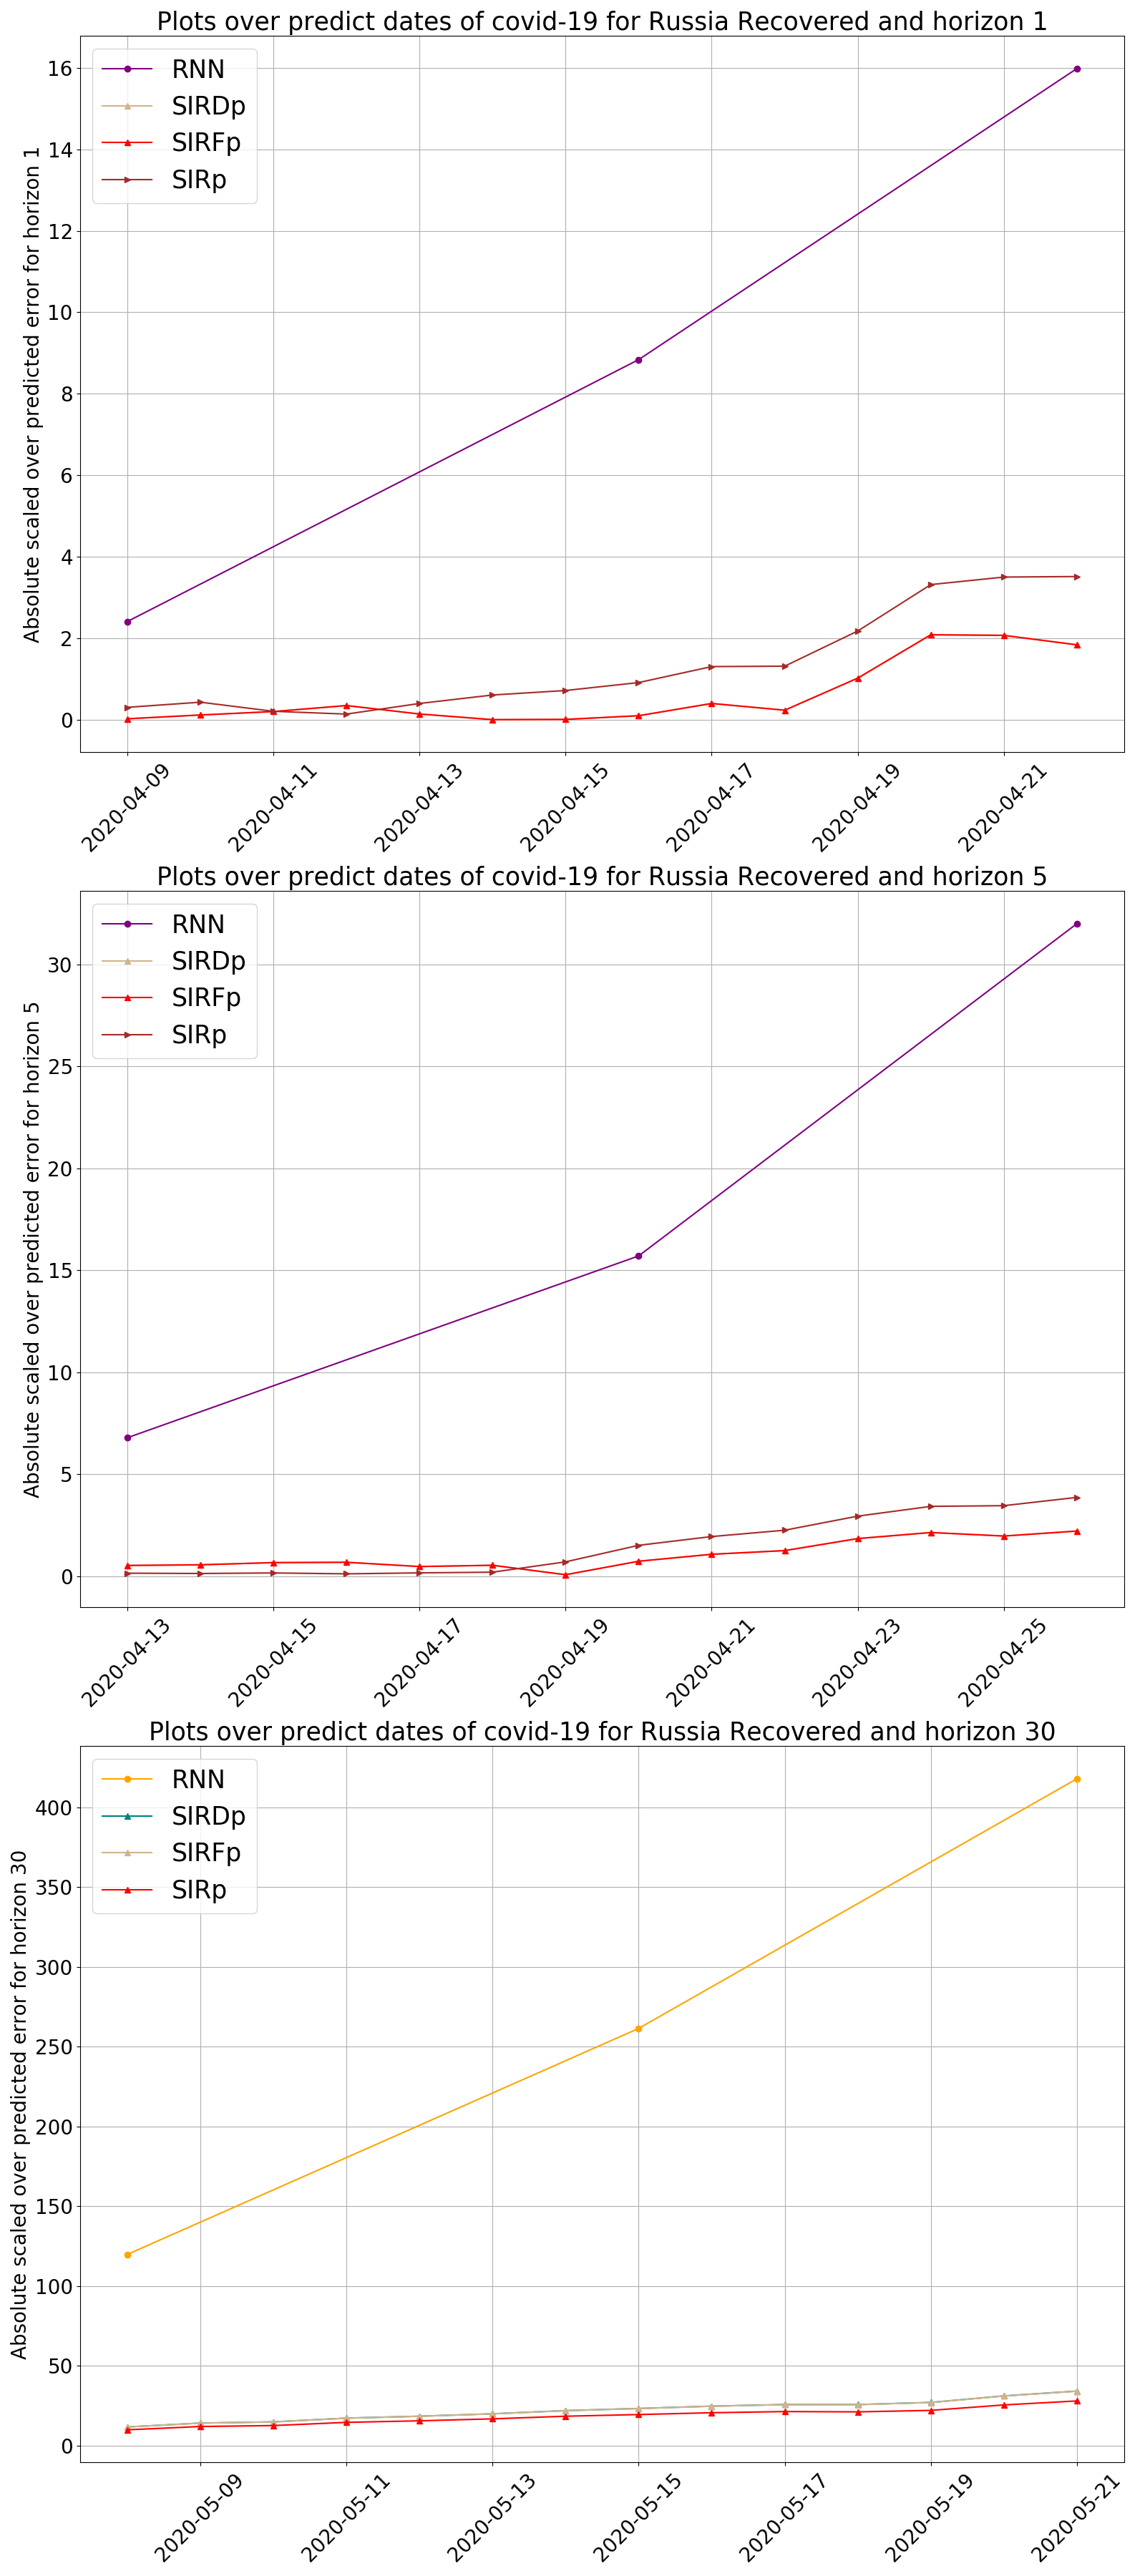 Plots over predict dates of covid-19 for Russia Recovered and horizon 1
Absolute scaled over predicted error for horizon 1
RNN
SIRDp
SIRFp
SIRp
16
14
12
10
8
6
4
2
0
2020-04-09
2020-04-11
2020-04-13
2020-04-15
2020-04-17
2020-04-19
2020-04-21
Plots over predict dates of covid-19 for Russia Recovered and horizon 5
Absolute scaled over predicted error for horizon 5
RNN
SIRDp
SIRFp
SIRp
30
25
20
15
10
5
0
2020-04-13
2020-04-15
2020-04-17
2020-04-19
2020-04-21
2020-04-23
2020-04-25
Plots over predict dates of covid-19 for Russia Recovered and horizon 30
Absolute scaled over predicted error for horizon 30
RNN
SIRDp
SIRFp
SIRp
400
350
300
250
200
150
100
50
0
2020-05-09
2020-05-11
2020-05-13
2020-05-15
2020-05-17
2020-05-19
2020-05-21